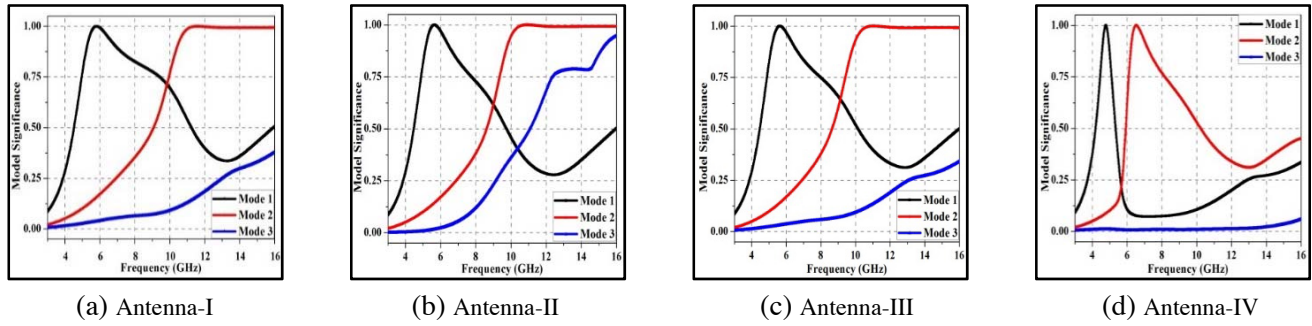 Model Significance
1.00
0.75
0.50
0.25
0.00
Mode 1
Mode 2
Mode 3
4 6 8 10 12 14 16
Frequency (GHz)
(a) Antenna-I
Model Significance
1.00
0.75
0.50
0.25
0.00
Mode 1
Mode 2
Mode 3
4 6 8 10 12 14 16
Frequency (GHz)
(b) Antenna-II
Model Significance
1.00
0.75
0.50
0.25
0.00
Mode 1
Mode 2
Mode 3
4 6 8 10 12 14 16
Frequency (GHz)
(c) Antenna-III
Model Significance
1.00
0.75
0.50
0.25
0.00
Mode 1
Mode 2
Mode 3
4 6 8 10 12 14 16
Frequency (GHz)
(d) Antenna-IV